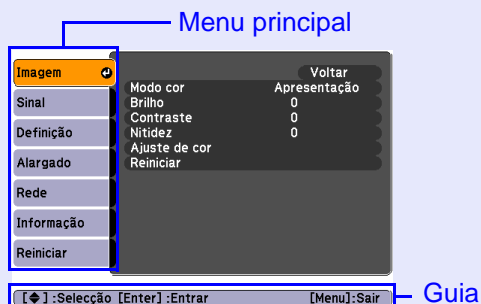 Menu principal
Imagem
Sinal
Definição
Alargado
Rede
Informação
Reiniciar
Voltar
Modo cor Apresentação
Brilho 0
Contraste 0
Nitidez 0
Ajuste de cor
Reiniciar
[◆] :Selecção [Enter] :Entrar [Menu]:Sair
Guia